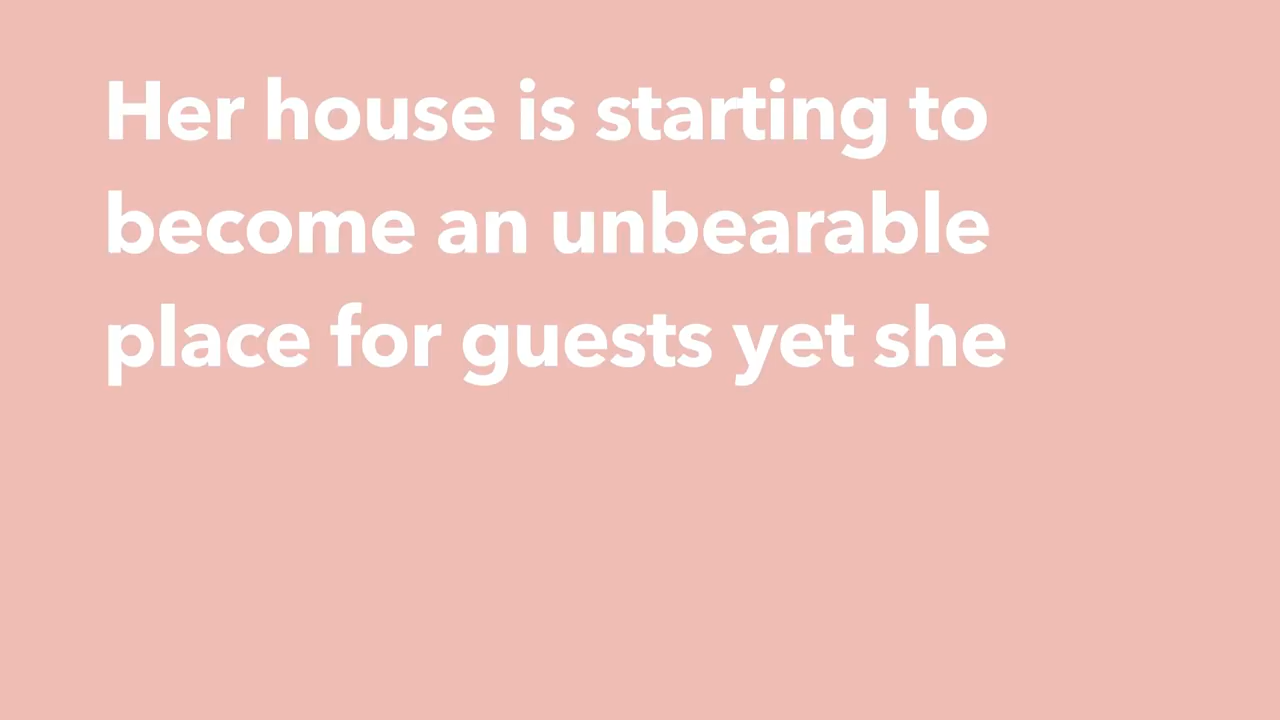 Her house is starting to
become an unbearable
place for guests yet she